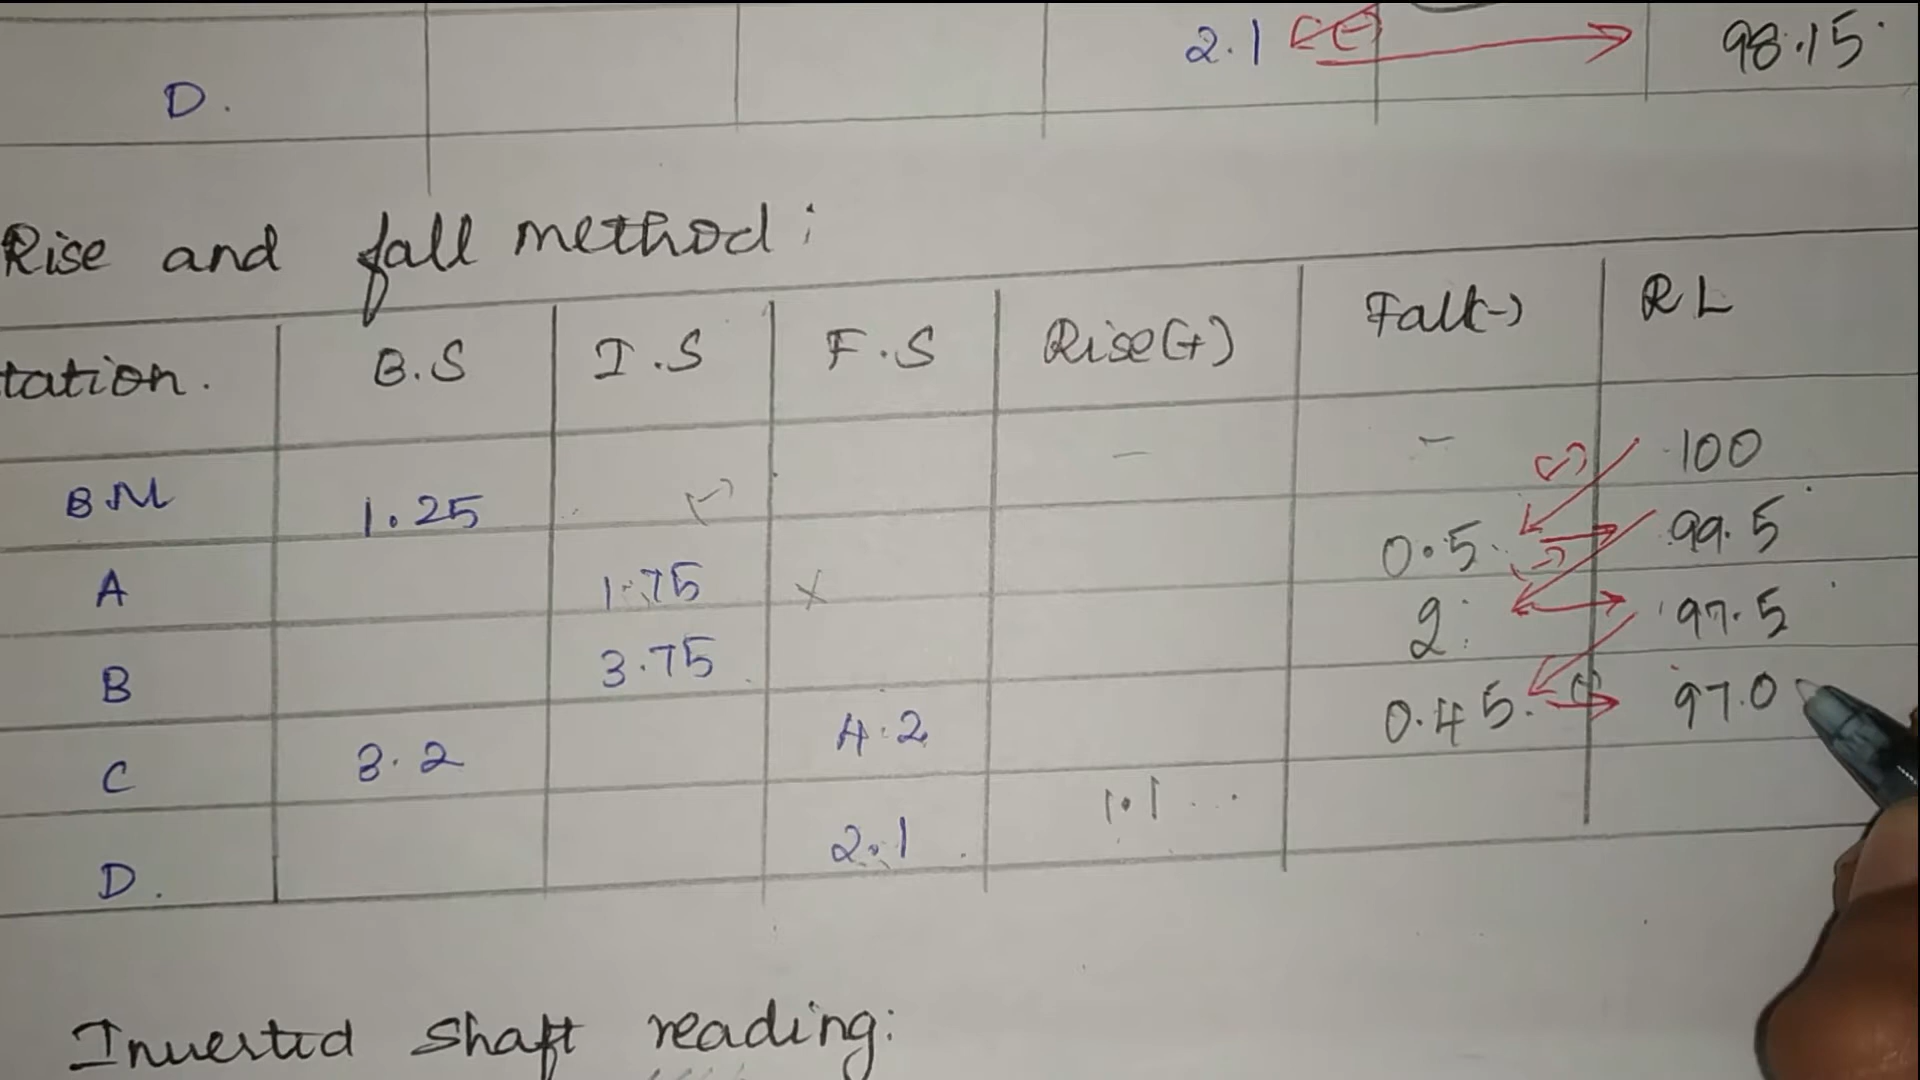 2.1 (-) 98.15
D.
Rise and fall method:
tation. B.S I.S F.S Rise(+) Fall(-) RL
BM 1.25 (-) - - (-) 100
A 1.75 x 0.5 (-) 99.5
B 3.75 2 97.5
C 3.2 4.2 0.45 (-) 97.0
D. 2.1 1.1
Inverted shaft reading: